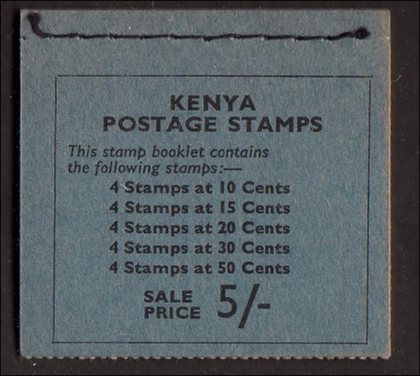 KENYA
POSTAGE STAMPS
This stamp booklet contains
the following stamps:—
4 Stamps at 10 Cents
4 Stamps at 15 Cents
4 Stamps at 20 Cents
4 Stamps at 30 Cents
4 Stamps at 50 Cents
SALE
PRICE 5/-